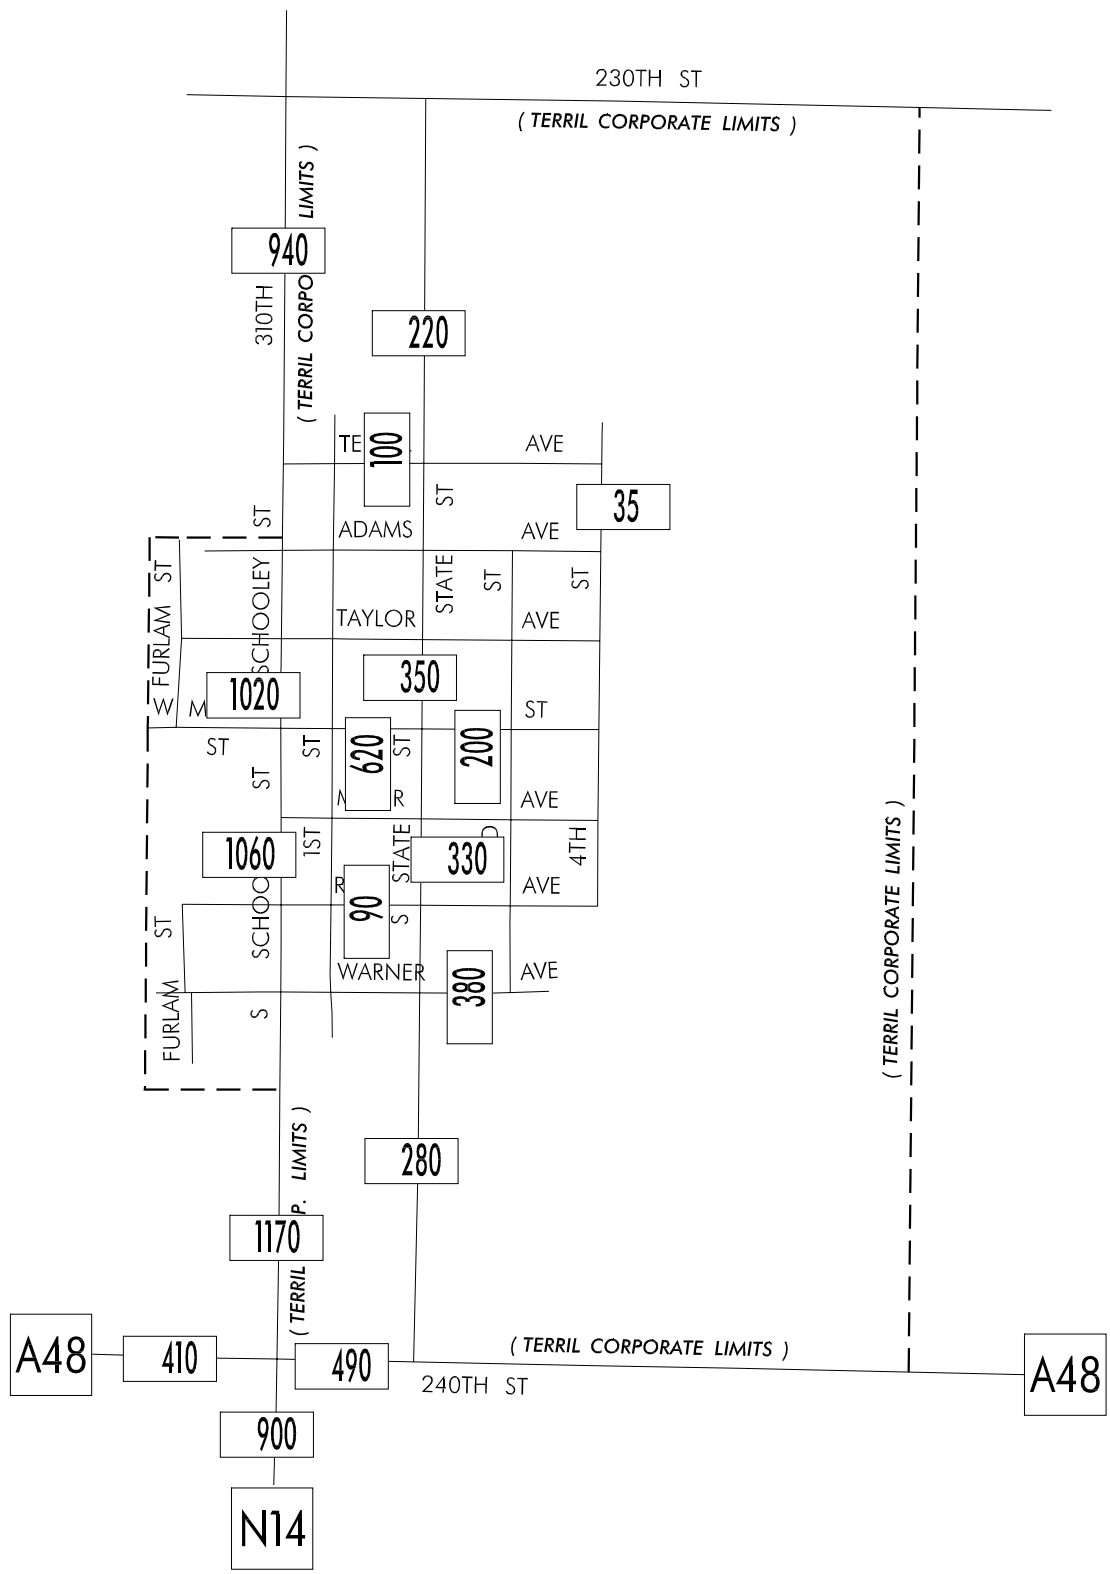 230TH ST
( TERRIL CORPORATE LIMITS )
LIMITS )
940
( TERRIL CORPO
310TH
220
100
AVE
35
ST
ST
ADAMS
AVE
ST
SCHOOLEY
STATE
ST
ST
W FURLAM
TAYLOR
AVE
350
1020
ST
ST
ST
620
ST
200
ST
AVE
1060
1ST
STATE
330
4TH
AVE
90
S
SCHOO
ST
WARNER
AVE
380
FURLAM
S
LIMITS )
( TERRIL CORPORATE LIMITS )
280
P.
1170
( TERRIL
A48
410
490
( TERRIL CORPORATE LIMITS )
A48
240TH ST
900
N14